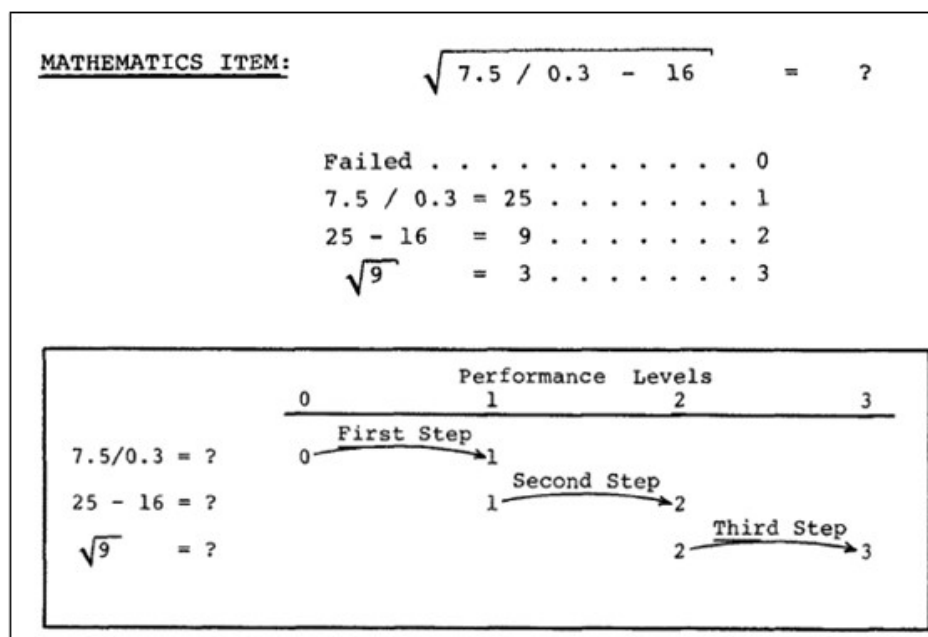 MATHEMATICS ITEM: √7.5 / 0.3 - 16 = ?
Failed . . . . . . . . . . . 0
7.5 / 0.3 = 25 . . . . . . . 1
25 - 16 = 9 . . . . . . . 2
√9 = 3 . . . . . . . 3
Performance Levels
0 1 2 3
First Step
7.5/0.3 = ? 0 1
Second Step
25 - 16 = ? 1 2
Third Step
√9 = ? 2 3